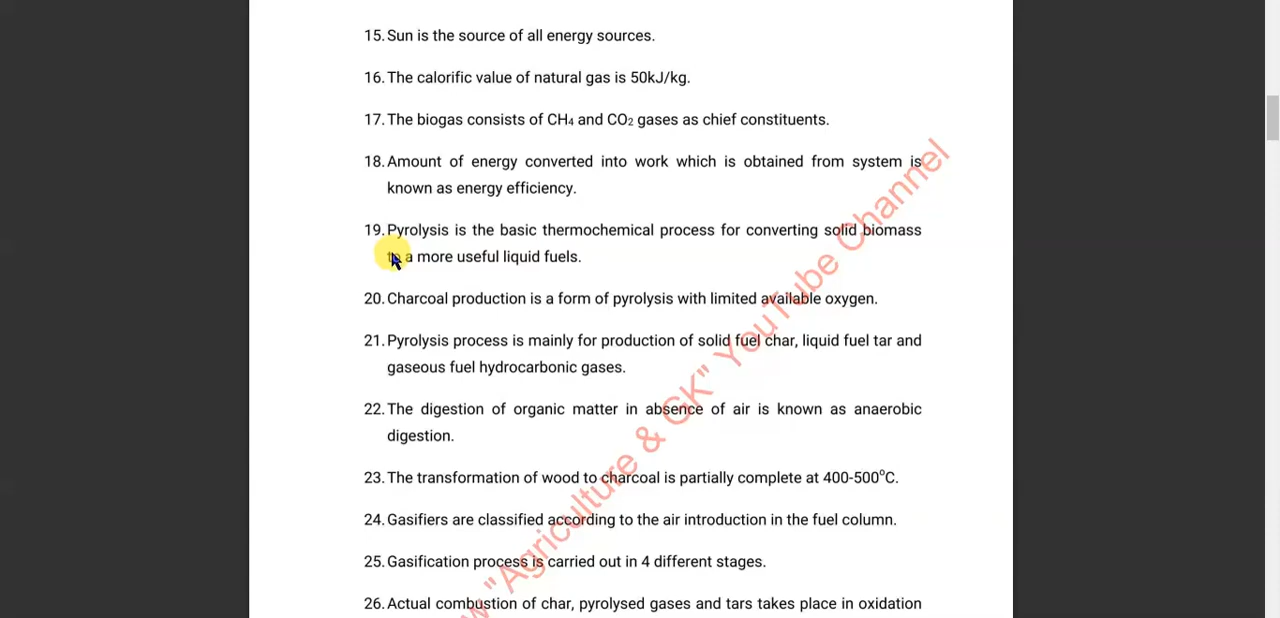 15. Sun is the source of all energy sources.
16. The calorific value of natural gas is 50kJ/kg.
17. The biogas consists of CH₄ and CO₂ gases as chief constituents.
18. Amount of energy converted into work which is obtained from system is
known as energy efficiency.
19. Pyrolysis is the basic thermochemical process for converting solid biomass
to a more useful liquid fuels.
20. Charcoal production is a form of pyrolysis with limited available oxygen.
21. Pyrolysis process is mainly for production of solid fuel char, liquid fuel tar and
gaseous fuel hydrocarbonic gases.
22. The digestion of organic matter in absence of air is known as anaerobic
digestion.
23. The transformation of wood to charcoal is partially complete at 400-500⁰C.
24. Gasifiers are classified according to the air introduction in the fuel column.
25. Gasification process is carried out in 4 different stages.
26. Actual combustion of char, pyrolysed gases and tars takes place in oxidation
"Agriculture & GK" YouTube Channel